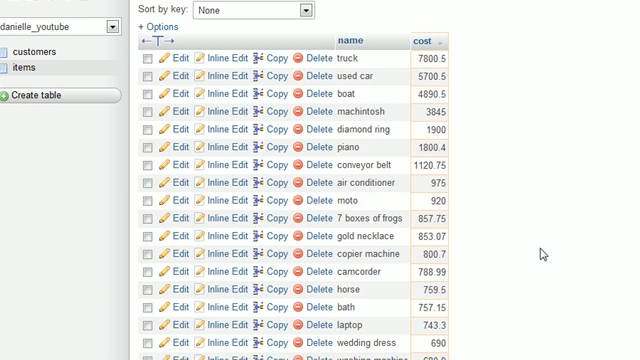 Sort by key: None
danielle_youtube
+ Options
customers
items
Create table
←T→ name cost
Edit Inline Edit Copy Delete truck 7800.5
Edit Inline Edit Copy Delete used car 5700.5
Edit Inline Edit Copy Delete boat 4890.5
Edit Inline Edit Copy Delete machintosh 3845
Edit Inline Edit Copy Delete diamond ring 1900
Edit Inline Edit Copy Delete piano 1800.4
Edit Inline Edit Copy Delete conveyor belt 1120.75
Edit Inline Edit Copy Delete air conditioner 975
Edit Inline Edit Copy Delete moto 920
Edit Inline Edit Copy Delete 7 boxes of frogs 857.75
Edit Inline Edit Copy Delete gold necklace 853.07
Edit Inline Edit Copy Delete copier machine 800.7
Edit Inline Edit Copy Delete camcorder 788.99
Edit Inline Edit Copy Delete horse 759.5
Edit Inline Edit Copy Delete bath 757.15
Edit Inline Edit Copy Delete laptop 743.3
Edit Inline Edit Copy Delete wedding dress 690
Edit Inline Edit Copy Delete washing machine